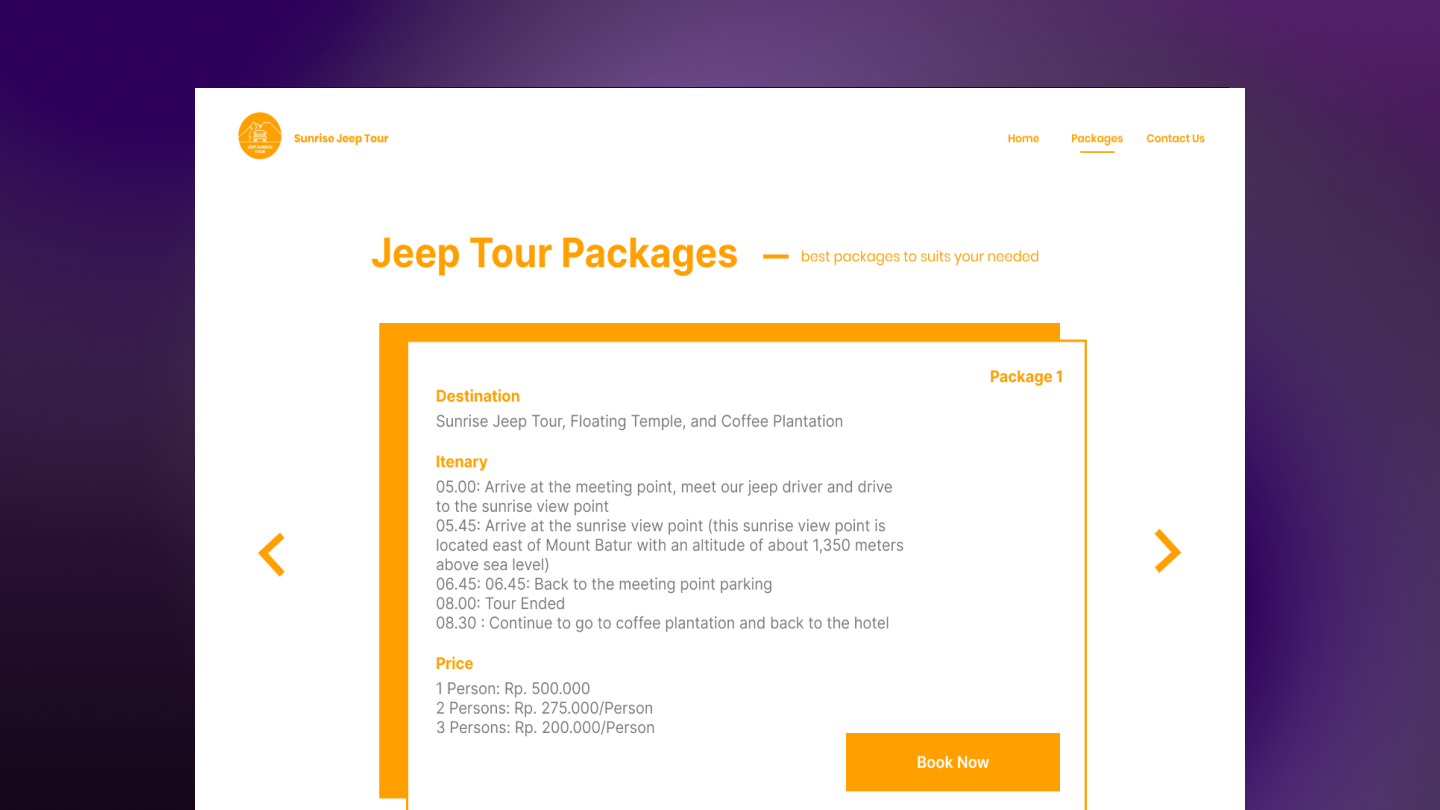 JEEP SUNRISE
TOUR
Sunrise Jeep Tour
Home
Packages
Contact Us
Jeep Tour Packages
best packages to suits your needed
Package 1
Destination
Sunrise Jeep Tour, Floating Temple, and Coffee Plantation
Itenary
05.00: Arrive at the meeting point, meet our jeep driver and drive
to the sunrise view point
05.45: Arrive at the sunrise view point (this sunrise view point is
located east of Mount Batur with an altitude of about 1,350 meters
above sea level)
06.45: 06.45: Back to the meeting point parking
08.00: Tour Ended
08.30 : Continue to go to coffee plantation and back to the hotel
Price
1 Person: Rp. 500.000
2 Persons: Rp. 275.000/Person
3 Persons: Rp. 200.000/Person
Book Now